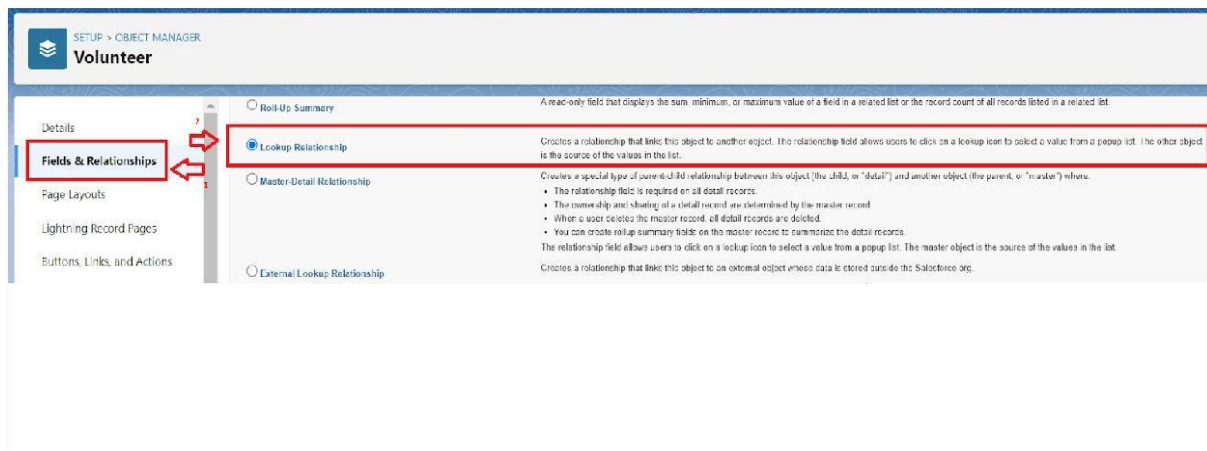 SETUP > OBJECT MANAGER
Volunteer
Details
Fields & Relationships
Page Layouts
Lightning Record Pages
Buttons, Links, and Actions
2
1
Roll-Up Summary
A read-only field that displays the sum, minimum, or maximum value of a field in a related list or the record count of all records listed in a related list.
Lookup Relationship
Creates a relationship that links this object to another object. The relationship field allows users to click on a lookup icon to select a value from a popup list. The other object
is the source of the values in the list.
Master-Detail Relationship
Creates a special type of parent-child relationship between this object (the child, or "detail") and another object (the parent, or "master") where:
• The relationship field is required on all detail records.
• The ownership and sharing of a detail record are determined by the master record
• When a user deletes the master record, all detail records are deleted.
• You can create rollup summary fields on the master record to summarize the detail records.
The relationship field allows users to click on a lookup icon to select a value from a popup list. The master object is the source of the values in the list.
External Lookup Relationship
Creates a relationship that links this object to an external object whose data is stored outside the Salesforce org.